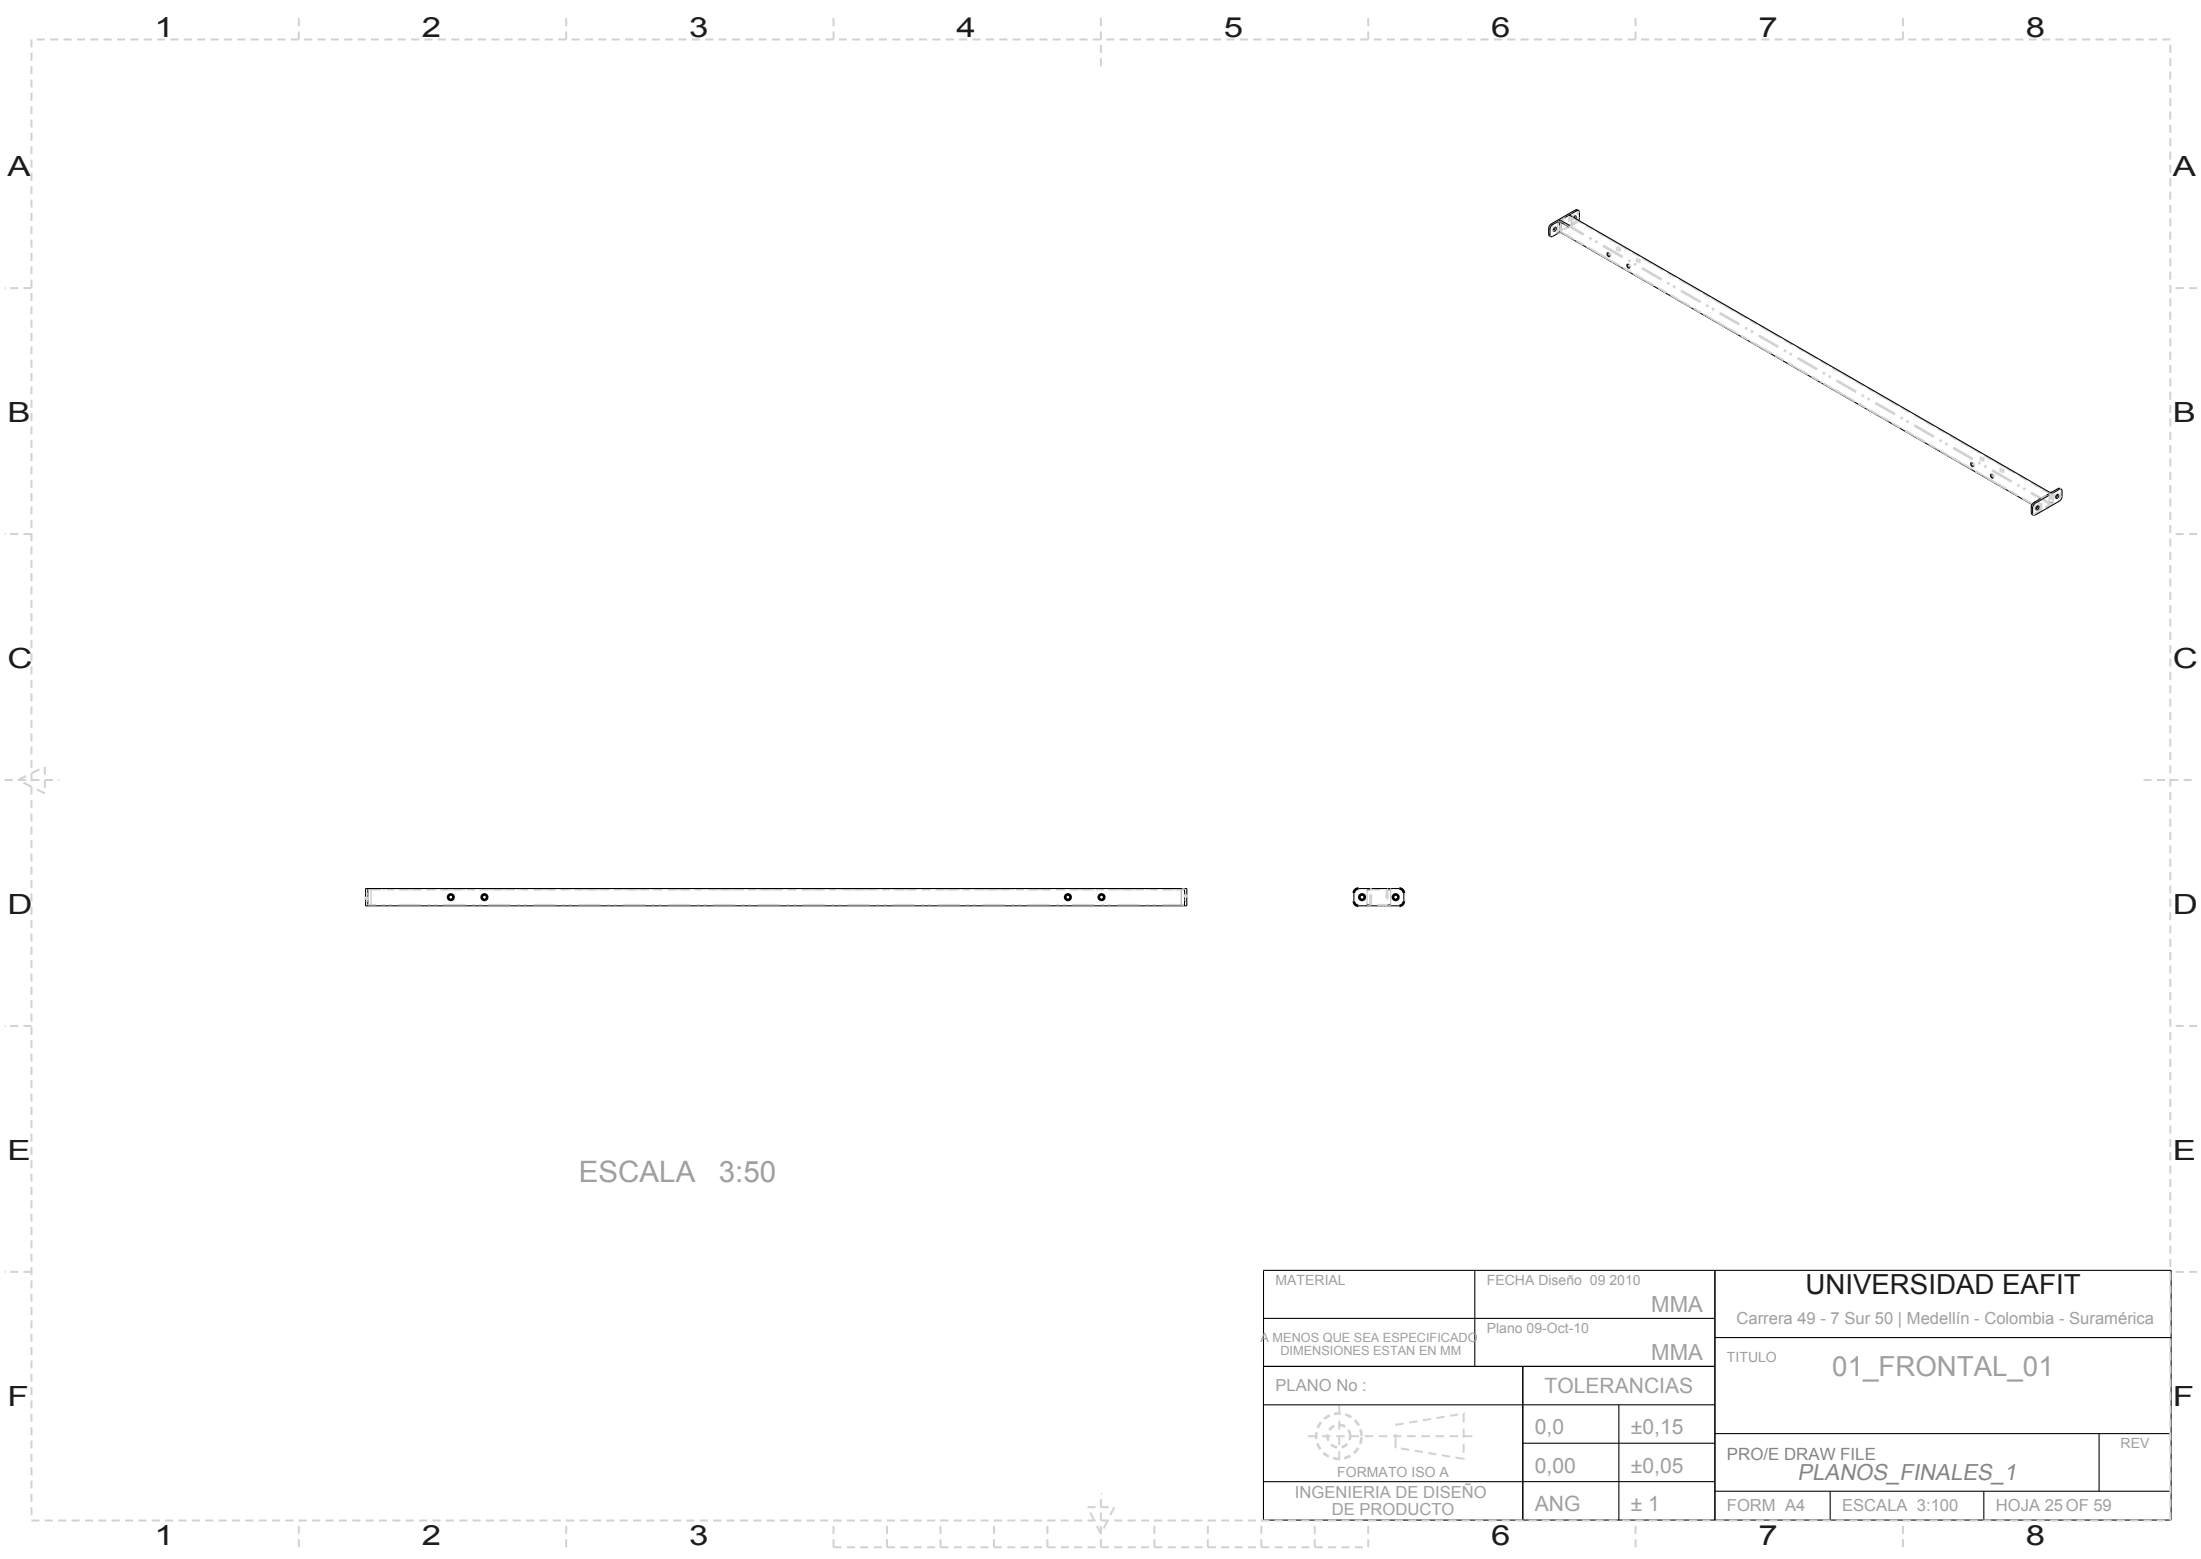 1 2 3 4 5 6 7 8
A A
B B
C C
D D
E E
ESCALA 3:50
F F
MATERIAL
FECHA Diseño 09 2010
MMA
A MENOS QUE SEA ESPECIFICADO
DIMENSIONES ESTAN EN MM
Plano 09-Oct-10
MMA
PLANO No :
TOLERANCIAS
0,0 ±0,15
0,00 ±0,05
ANG ± 1
FORMATO ISO A
INGENIERIA DE DISEÑO
DE PRODUCTO
UNIVERSIDAD EAFIT
Carrera 49 - 7 Sur 50 | Medellín - Colombia - Suramérica
TITULO
01_FRONTAL_01
PRO/E DRAW FILE
PLANOS_FINALES_1
REV
FORM A4 ESCALA 3:100 HOJA 25 OF 59
1 2 3 6 7 8